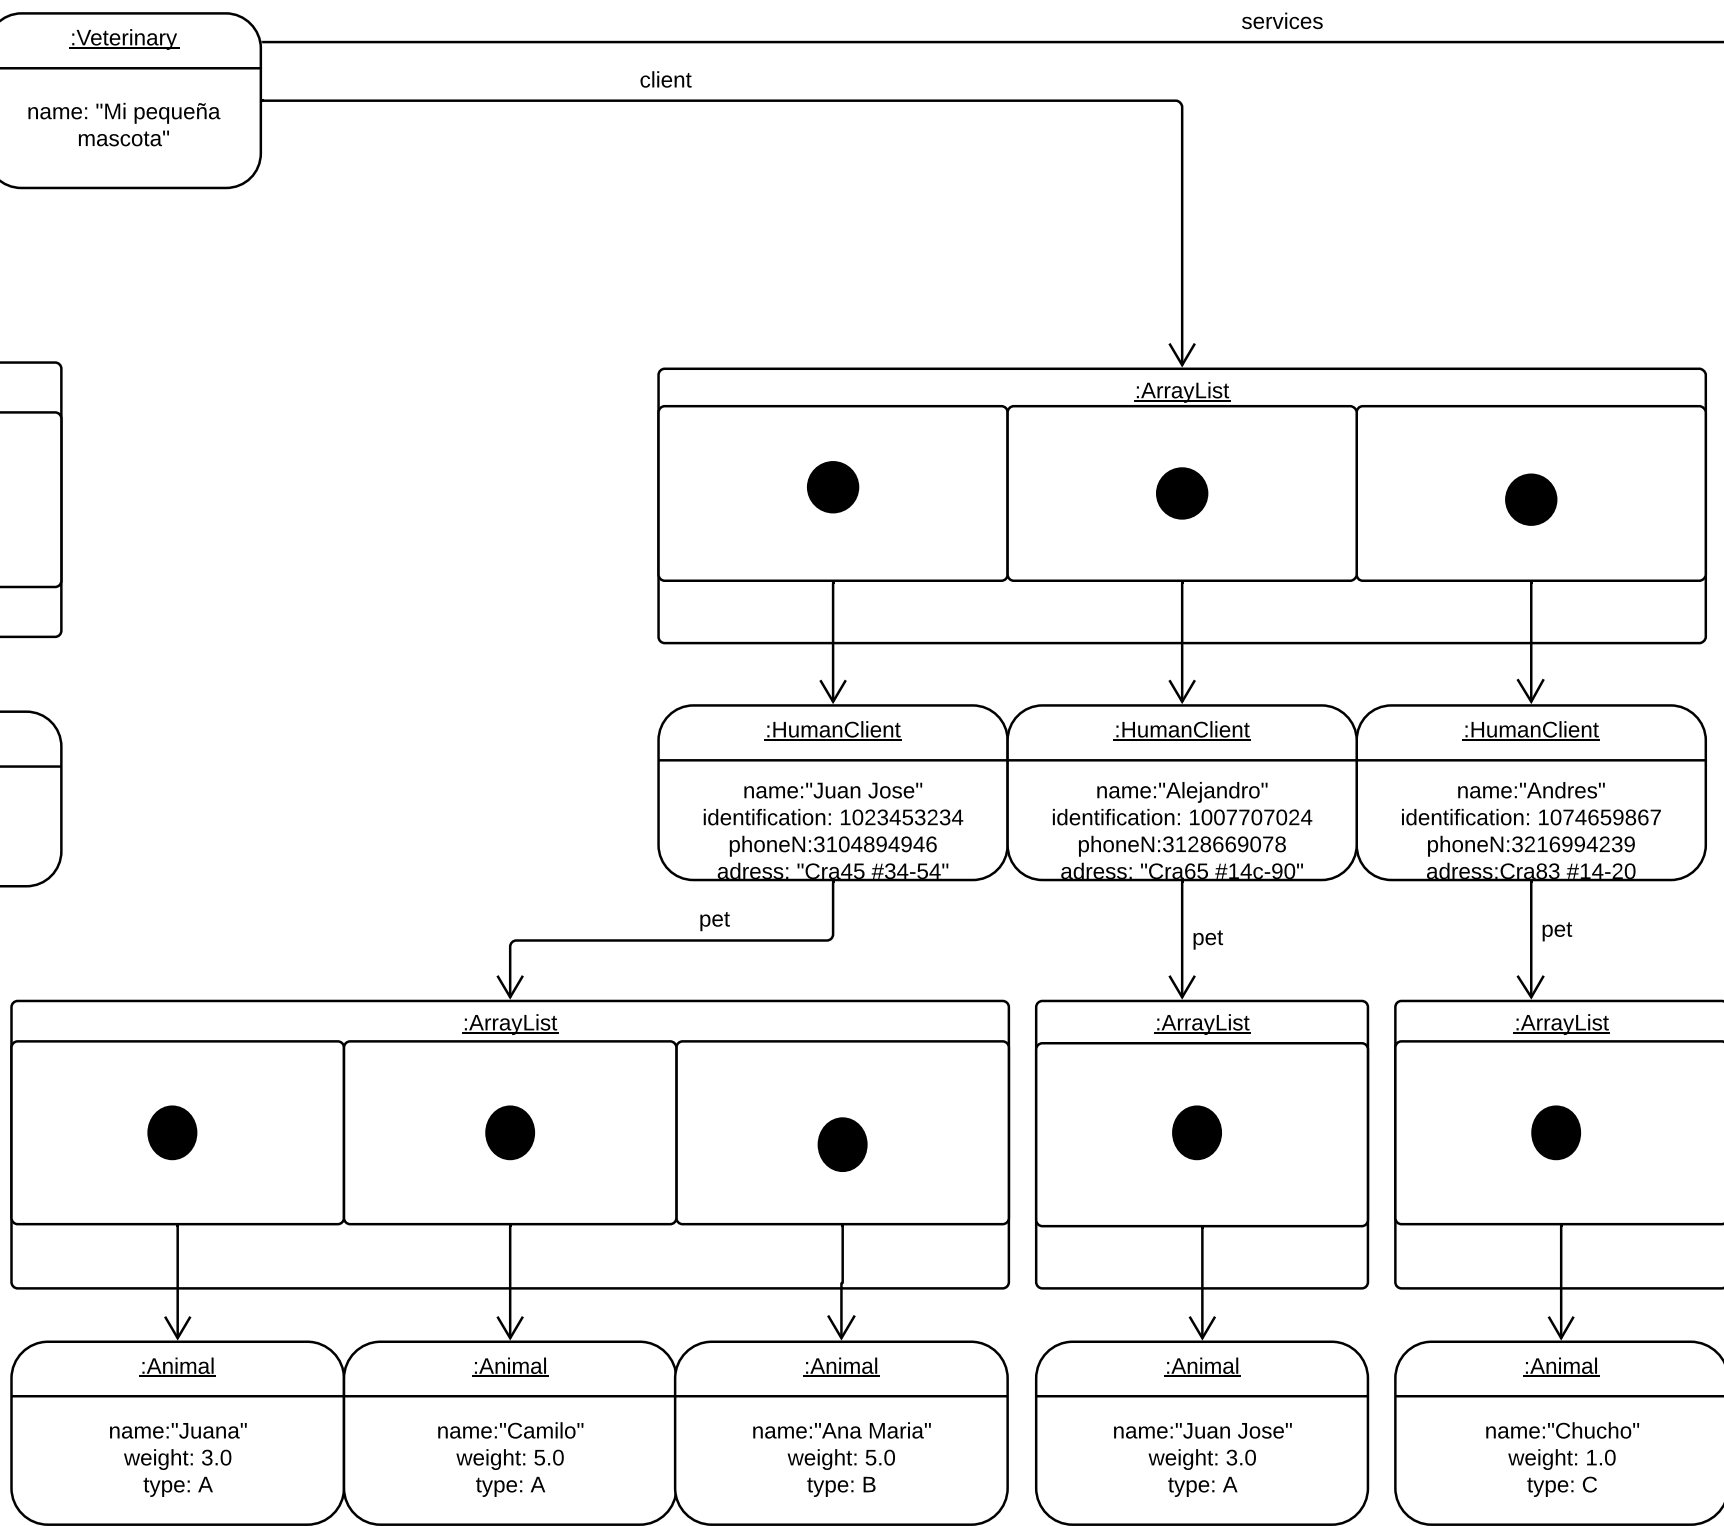 services
:Veterinary
client
name: "Mi pequeña
mascota"
:ArrayList
:HumanClient
name:"Juan Jose"
identification: 1023453234
phoneN:3104894946
adress: "Cra45 #34-54"
:HumanClient
name:"Alejandro"
identification: 1007707024
phoneN:3128669078
adress: "Cra65 #14c-90"
:HumanClient
name:"Andres"
identification: 1074659867
phoneN:3216994239
adress:Cra83 #14-20
pet
pet
pet
:ArrayList
:ArrayList
:ArrayList
:Animal
name:"Juana"
weight: 3.0
type: A
:Animal
name:"Camilo"
weight: 5.0
type: A
:Animal
name:"Ana Maria"
weight: 5.0
type: B
:Animal
name:"Juan Jose"
weight: 3.0
type: A
:Animal
name:"Chucho"
weight: 1.0
type: C